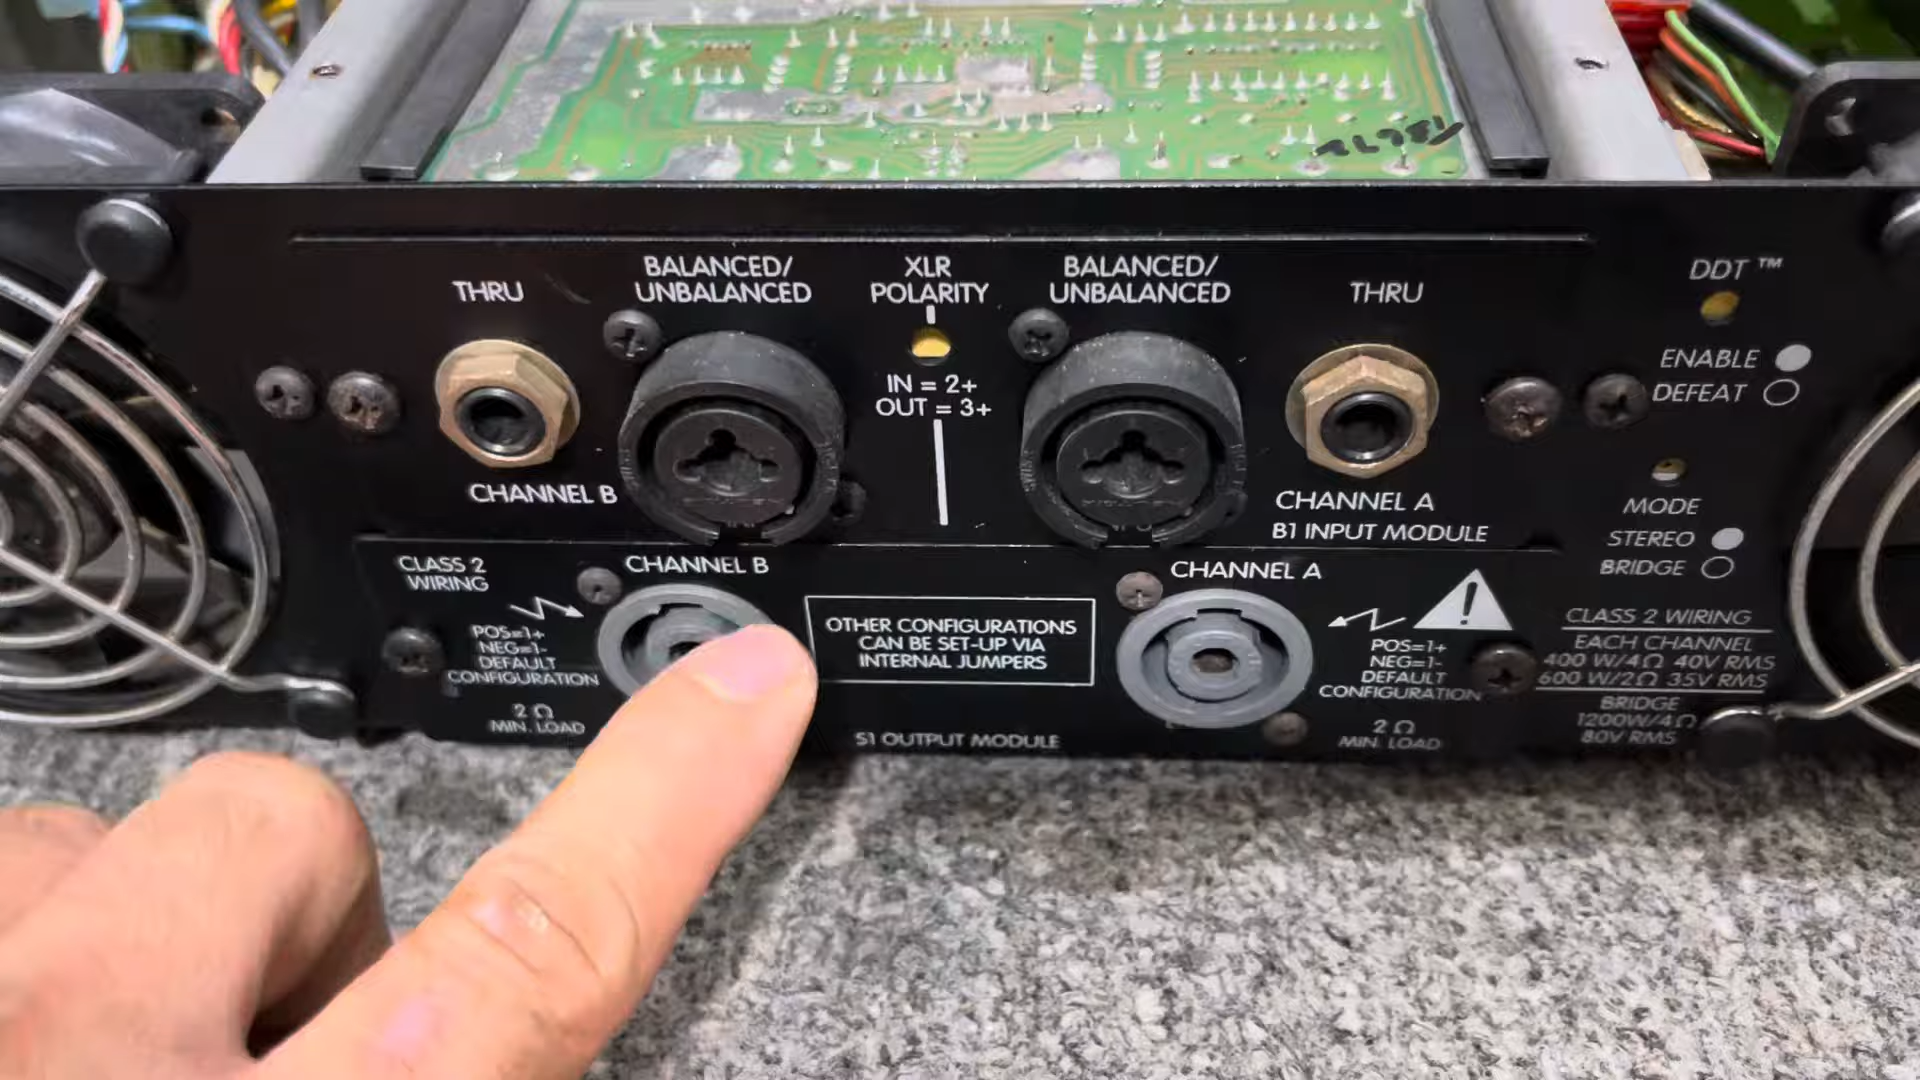 THRU
BALANCED/
UNBALANCED
XLR
POLARITY
IN = 2+
OUT = 3+
BALANCED/
UNBALANCED
THRU
DDT™
ENABLE
DEFEAT
CHANNEL B
CHANNEL A
B1 INPUT MODULE
MODE
STEREO
BRIDGE
CLASS 2
WIRING
CHANNEL B
POS=1+
NEG=1-
DEFAULT
CONFIGURATION
2 Ω
MIN. LOAD
OTHER CONFIGURATIONS
CAN BE SET-UP VIA
INTERNAL JUMPERS
S1 OUTPUT MODULE
CHANNEL A
!
POS=1+
NEG=1-
DEFAULT
CONFIGURATION
2 Ω
MIN. LOAD
CLASS 2 WIRING
EACH CHANNEL
400 W/4Ω 40V RMS
600 W/2Ω 35V RMS
BRIDGE
1200W/4Ω
80V RMS